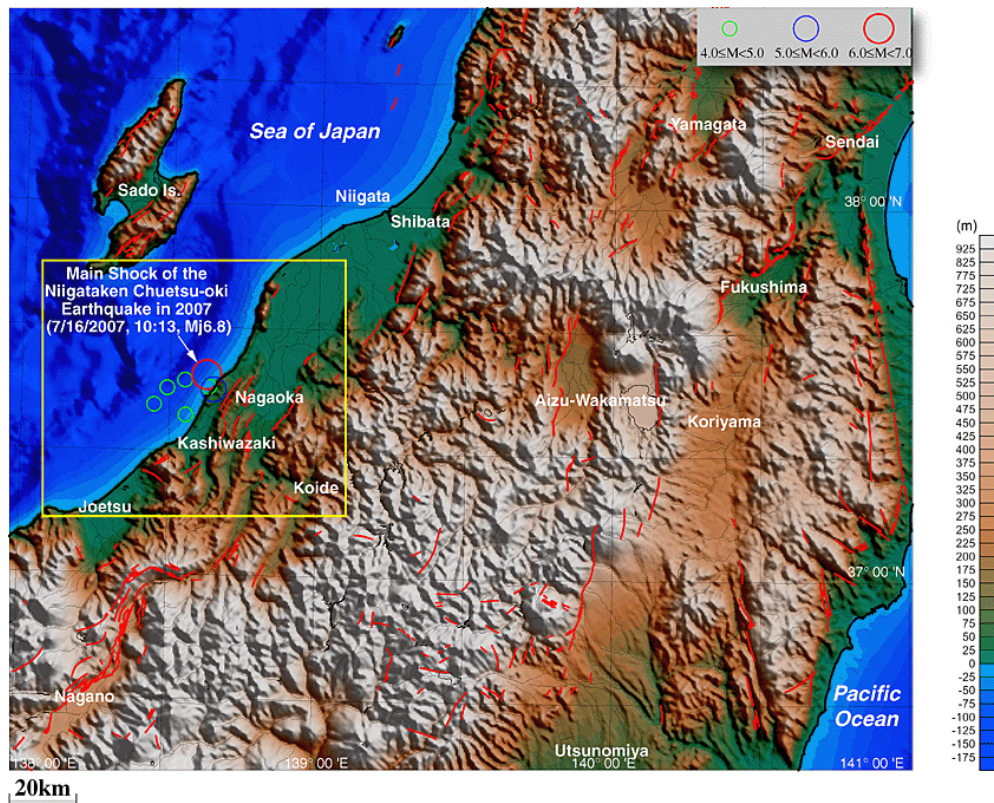 4.0≤M<5.0 5.0≤M<6.0 6.0≤M<7.0
Yamagata
Sendai
Sea of Japan
Sado Is.
Niigata
Shibata
38° 00 'N
(m)
Main Shock of the
Niigataken Chuetsu-oki
Earthquake in 2007
(7/16/2007, 10:13, Mj6.8)
Fukushima
Nagaoka
Aizu-Wakamatsu
Koriyama
Kashiwazaki
Koide
Joetsu
37° 00 'N
Nagano
Pacific
Ocean
Utsunomiya
138° 00 'E
139° 00 'E
140° 00 'E
141° 00 'E
20km
925
875
825
775
725
675
650
625
600
575
550
525
500
475
450
425
400
375
350
325
300
275
250
200
175
150
125
100
75
50
25
0
-25
-50
-75
-100
-125
-150
-175